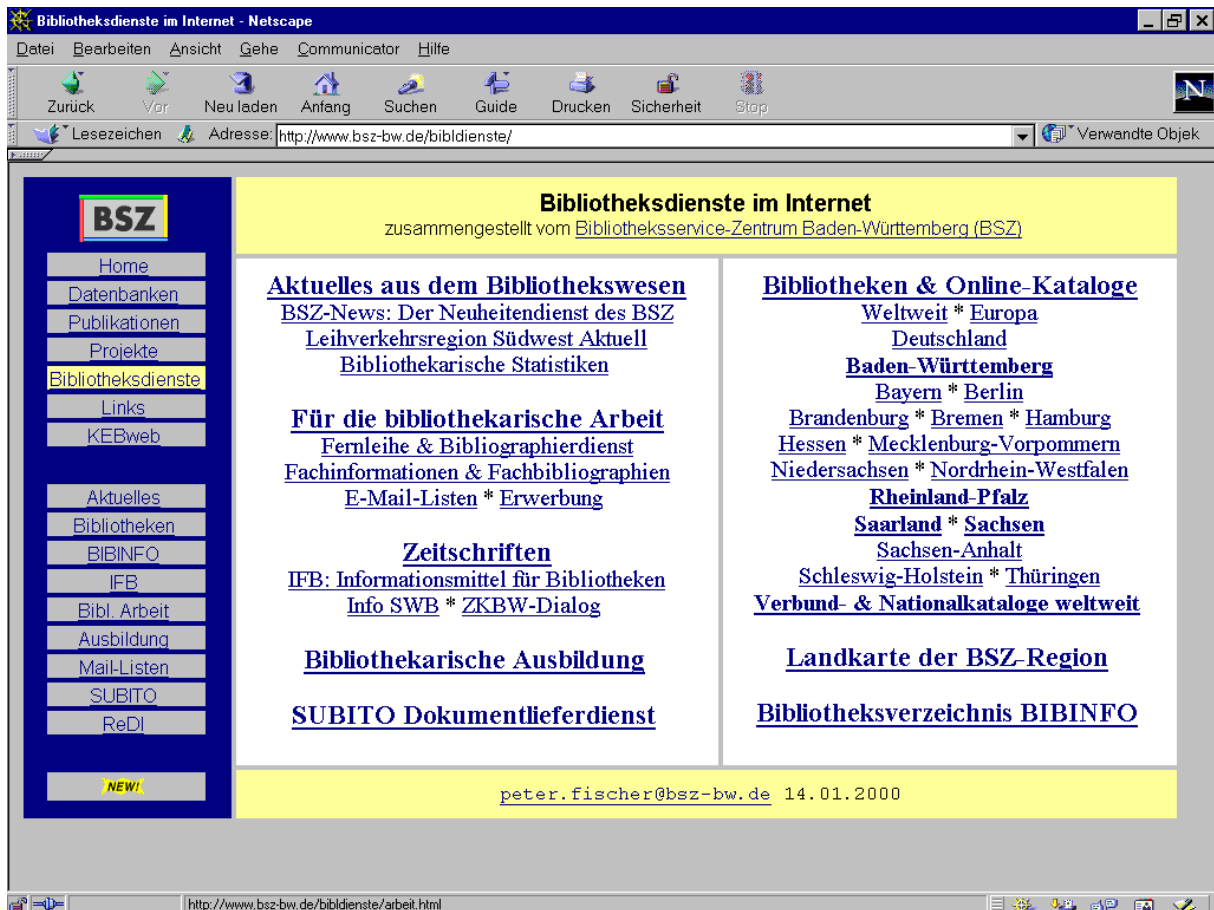 Bibliotheksdienste im Internet - Netscape
Datei Bearbeiten Ansicht Gehe Communicator Hilfe
Zurück Vor Neu laden Anfang Suchen Guide Drucken Sicherheit Stop
N
Lesezeichen Adresse: http://www.bsz-bw.de/bibldienste/ Verwandte Objek
BSZ
Home
Datenbanken
Publikationen
Projekte
Bibliotheksdienste
Links
KEBweb
Aktuelles
Bibliotheken
BIBINFO
IFB
Bibl. Arbeit
Ausbildung
Mail-Listen
SUBITO
ReDI
NEW!
Bibliotheksdienste im Internet
zusammengestellt vom Bibliotheksservice-Zentrum Baden-Württemberg (BSZ)
Aktuelles aus dem Bibliothekswesen
BSZ-News: Der Neuheitendienst des BSZ
Leihverkehrsregion Südwest Aktuell
Bibliothekarische Statistiken
Für die bibliothekarische Arbeit
Fernleihe & Bibliographierdienst
Fachinformationen & Fachbibliographien
E-Mail-Listen * Erwerbung
Zeitschriften
IFB: Informationsmittel für Bibliotheken
Info SWB * ZKBW-Dialog
Bibliothekarische Ausbildung
SUBITO Dokumentlieferdienst
Bibliotheken & Online-Kataloge
Weltweit * Europa
Deutschland
Baden-Württemberg
Bayern * Berlin
Brandenburg * Bremen * Hamburg
Hessen * Mecklenburg-Vorpommern
Niedersachsen * Nordrhein-Westfalen
Rheinland-Pfalz
Saarland * Sachsen
Sachsen-Anhalt
Schleswig-Holstein * Thüringen
Verbund- & Nationalkataloge weltweit
Landkarte der BSZ-Region
Bibliotheksverzeichnis BIBINFO
peter.fischer@bsz-bw.de 14.01.2000
http://www.bsz-bw.de/bibldienste/arbeit.html